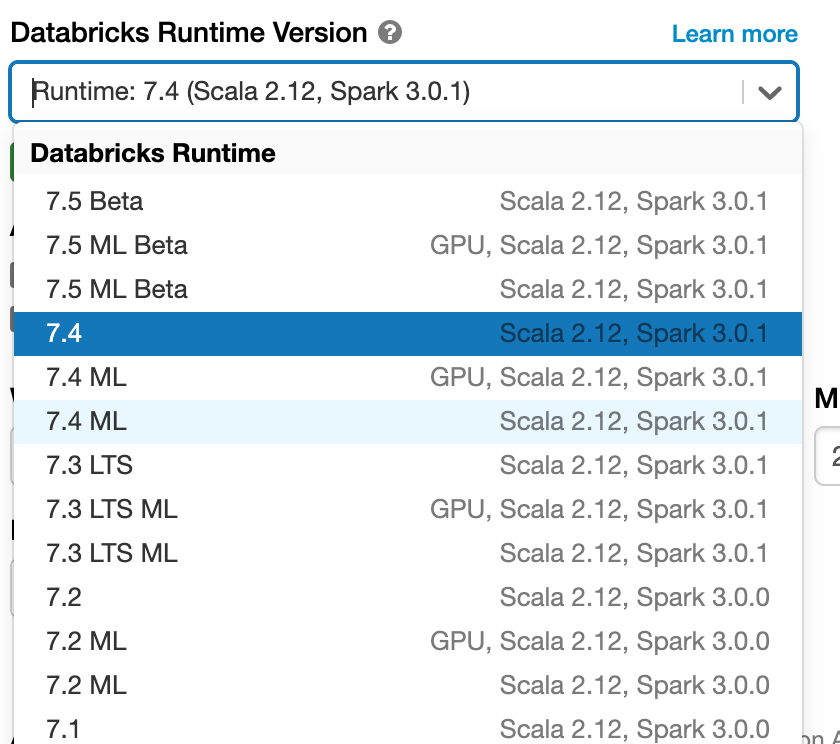 Databricks Runtime Version ? Learn more
Runtime: 7.4 (Scala 2.12, Spark 3.0.1)
Databricks Runtime
7.5 Beta Scala 2.12, Spark 3.0.1
7.5 ML Beta GPU, Scala 2.12, Spark 3.0.1
7.5 ML Beta Scala 2.12, Spark 3.0.1
7.4 Scala 2.12, Spark 3.0.1
7.4 ML GPU, Scala 2.12, Spark 3.0.1
7.4 ML Scala 2.12, Spark 3.0.1
7.3 LTS Scala 2.12, Spark 3.0.1
7.3 LTS ML GPU, Scala 2.12, Spark 3.0.1
7.3 LTS ML Scala 2.12, Spark 3.0.1
7.2 Scala 2.12, Spark 3.0.0
7.2 ML GPU, Scala 2.12, Spark 3.0.0
7.2 ML Scala 2.12, Spark 3.0.0
7.1 Scala 2.12, Spark 3.0.0